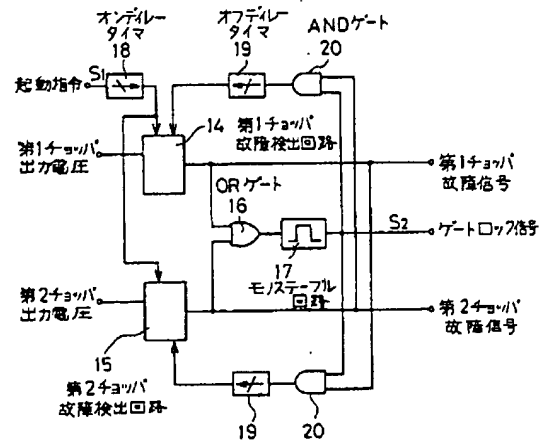 オンディレー
タイマ
18
オフディレー
タイマ
19
ANDゲート
20
起動指令
S1
14
第1チョッパ
故障検出回路
第1チョッパ
出力電圧
第1チョッパ
故障信号
ORゲート
16
S2
ゲートロック信号
17
モノステーブル
回路
第2チョッパ
出力電圧
第2チョッパ
故障信号
15
第2チョッパ
故障検出回路
19
20